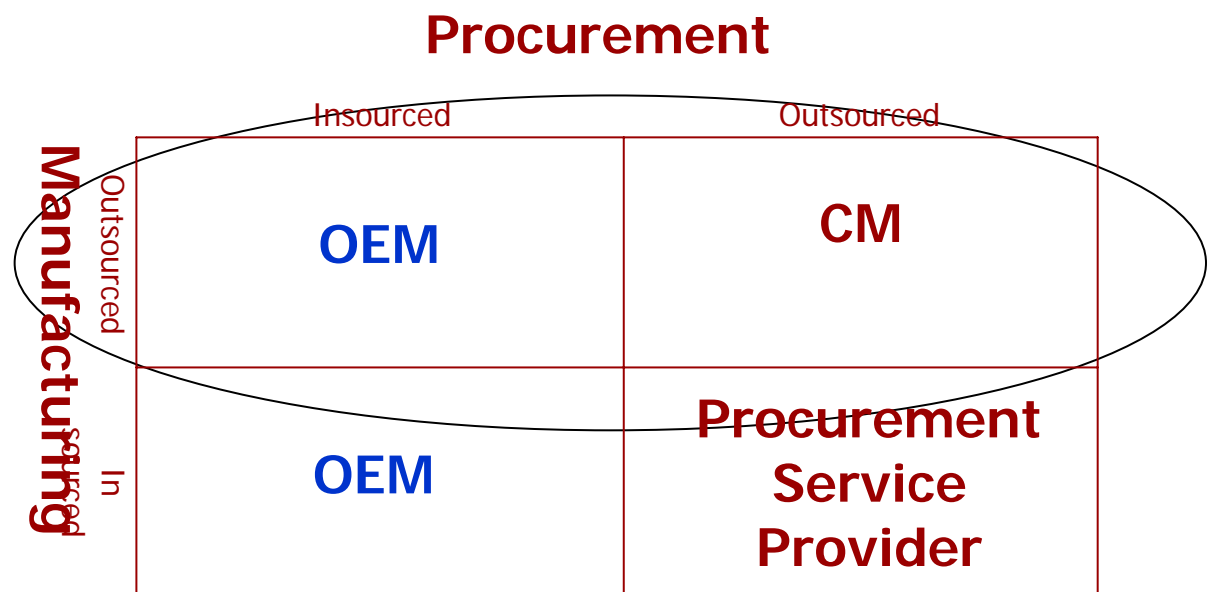 Procurement
Insourced
Outsourced
Manufacturing
Outsourced
OEM
CM
In
sourced
OEM
Procurement
Service
Provider